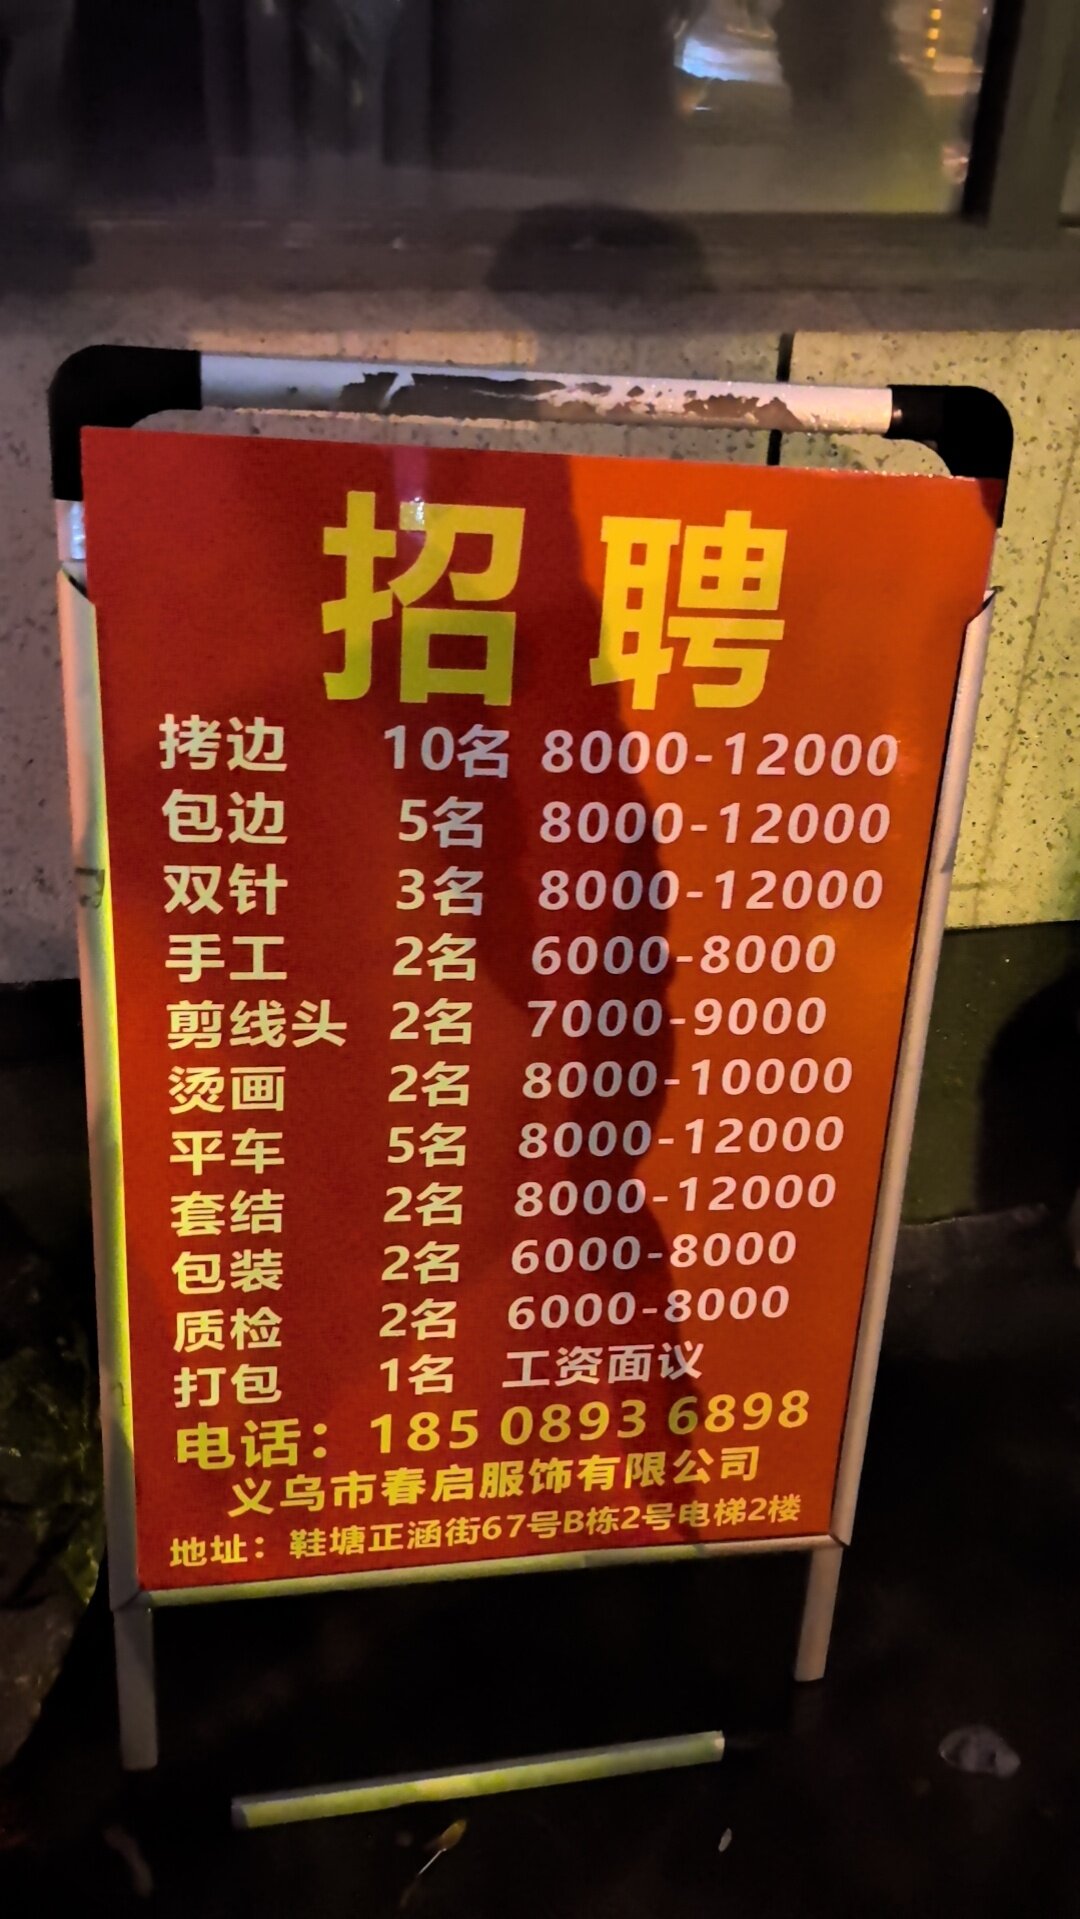 招聘
拷边 10名 8000-12000
包边 5名 8000-12000
双针 3名 8000-12000
手工 2名 6000-8000
剪线头 2名 7000-9000
烫画 2名 8000-10000
平车 5名 8000-12000
套结 2名 8000-12000
包装 2名 6000-8000
质检 2名 6000-8000
打包 1名 工资面议
电话：185 0893 6898
义乌市春启服饰有限公司
地址：鞋塘正涵街67号B栋2号电梯2楼